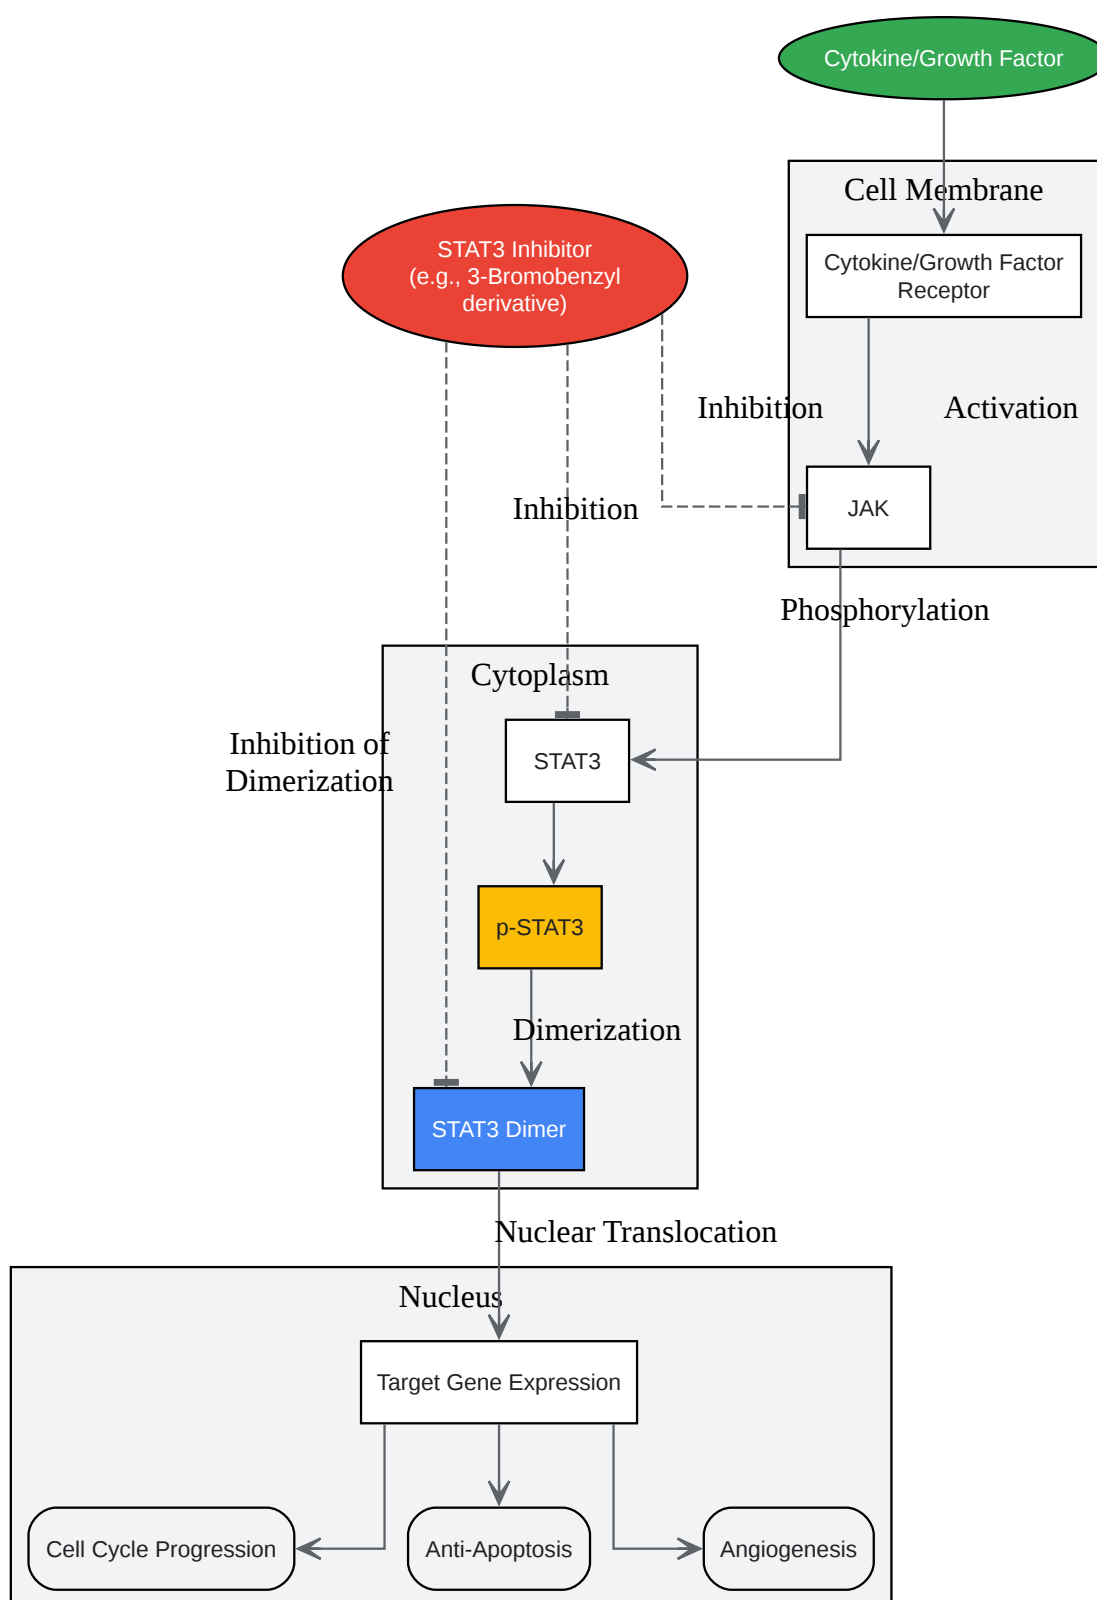 Cytokine/Growth Factor
Cell Membrane
STAT3 Inhibitor
(e.g., 3-Bromobenzyl
derivative)
Cytokine/Growth Factor
Receptor
Inhibition
Activation
Inhibition
JAK
Phosphorylation
Cytoplasm
Inhibition of
Dimerization
STAT3
p-STAT3
Dimerization
STAT3 Dimer
Nuclear Translocation
Nucleus
Target Gene Expression
Cell Cycle Progression
Anti-Apoptosis
Angiogenesis